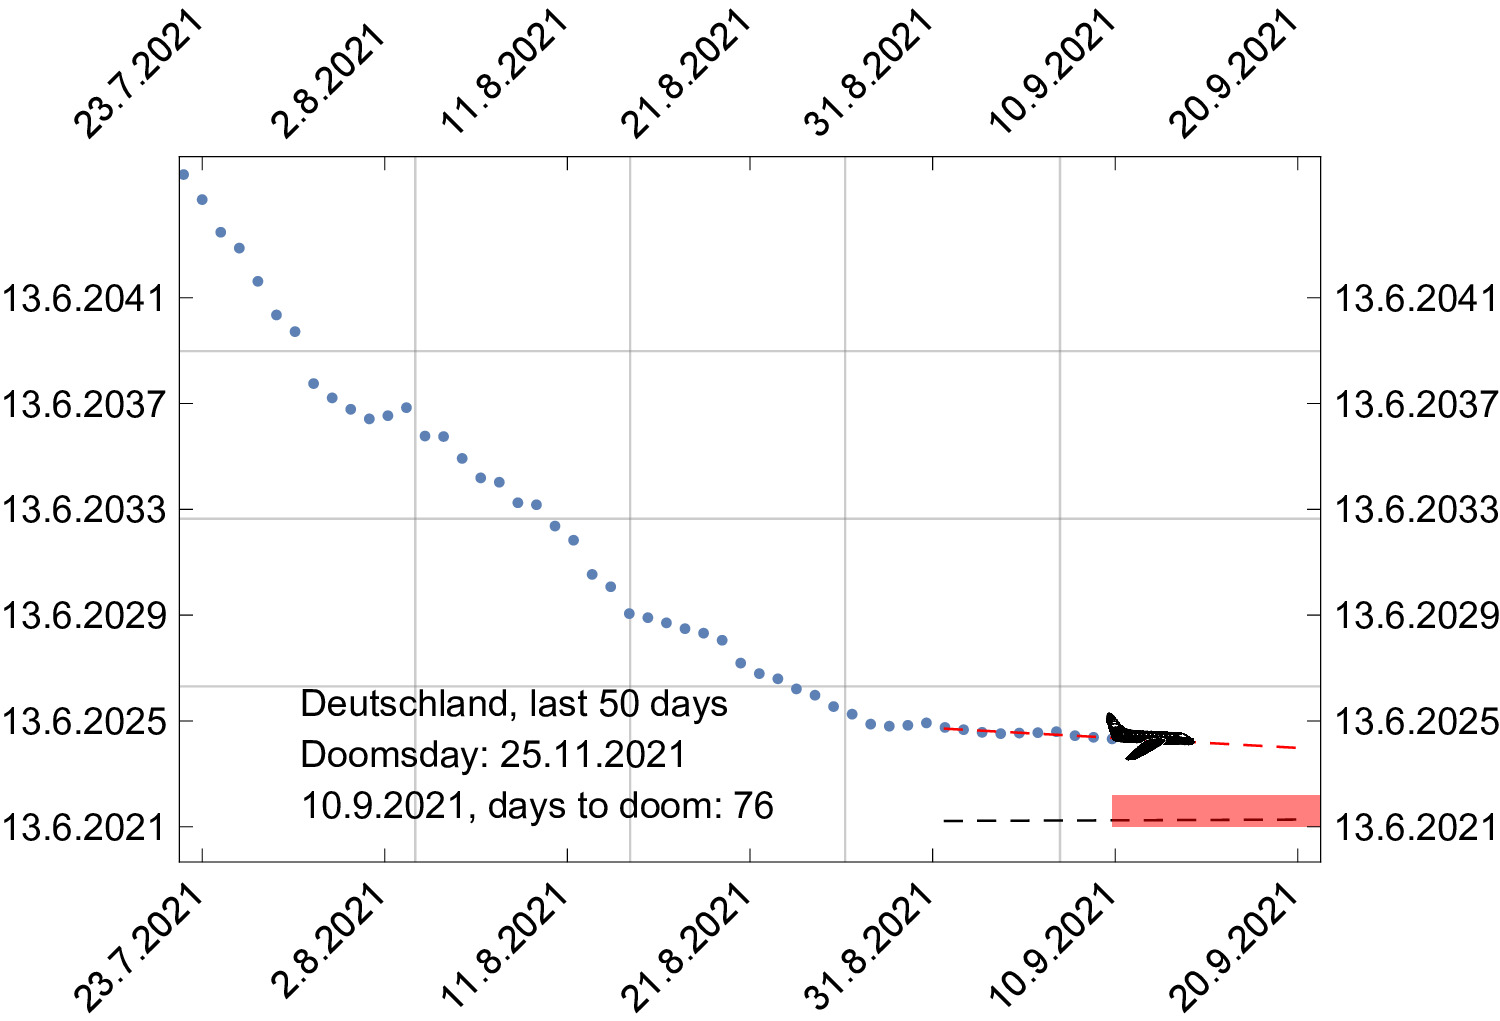 23.7.2021 2.8.2021 11.8.2021 21.8.2021 31.8.2021 10.9.2021 20.9.2021
13.6.2041 13.6.2041
13.6.2037 13.6.2037
13.6.2033 13.6.2033
13.6.2029 13.6.2029
Deutschland, last 50 days
13.6.2025 13.6.2025
Doomsday: 25.11.2021
10.9.2021, days to doom: 76
13.6.2021 13.6.2021
23.7.2021 2.8.2021 11.8.2021 21.8.2021 31.8.2021 10.9.2021 20.9.2021